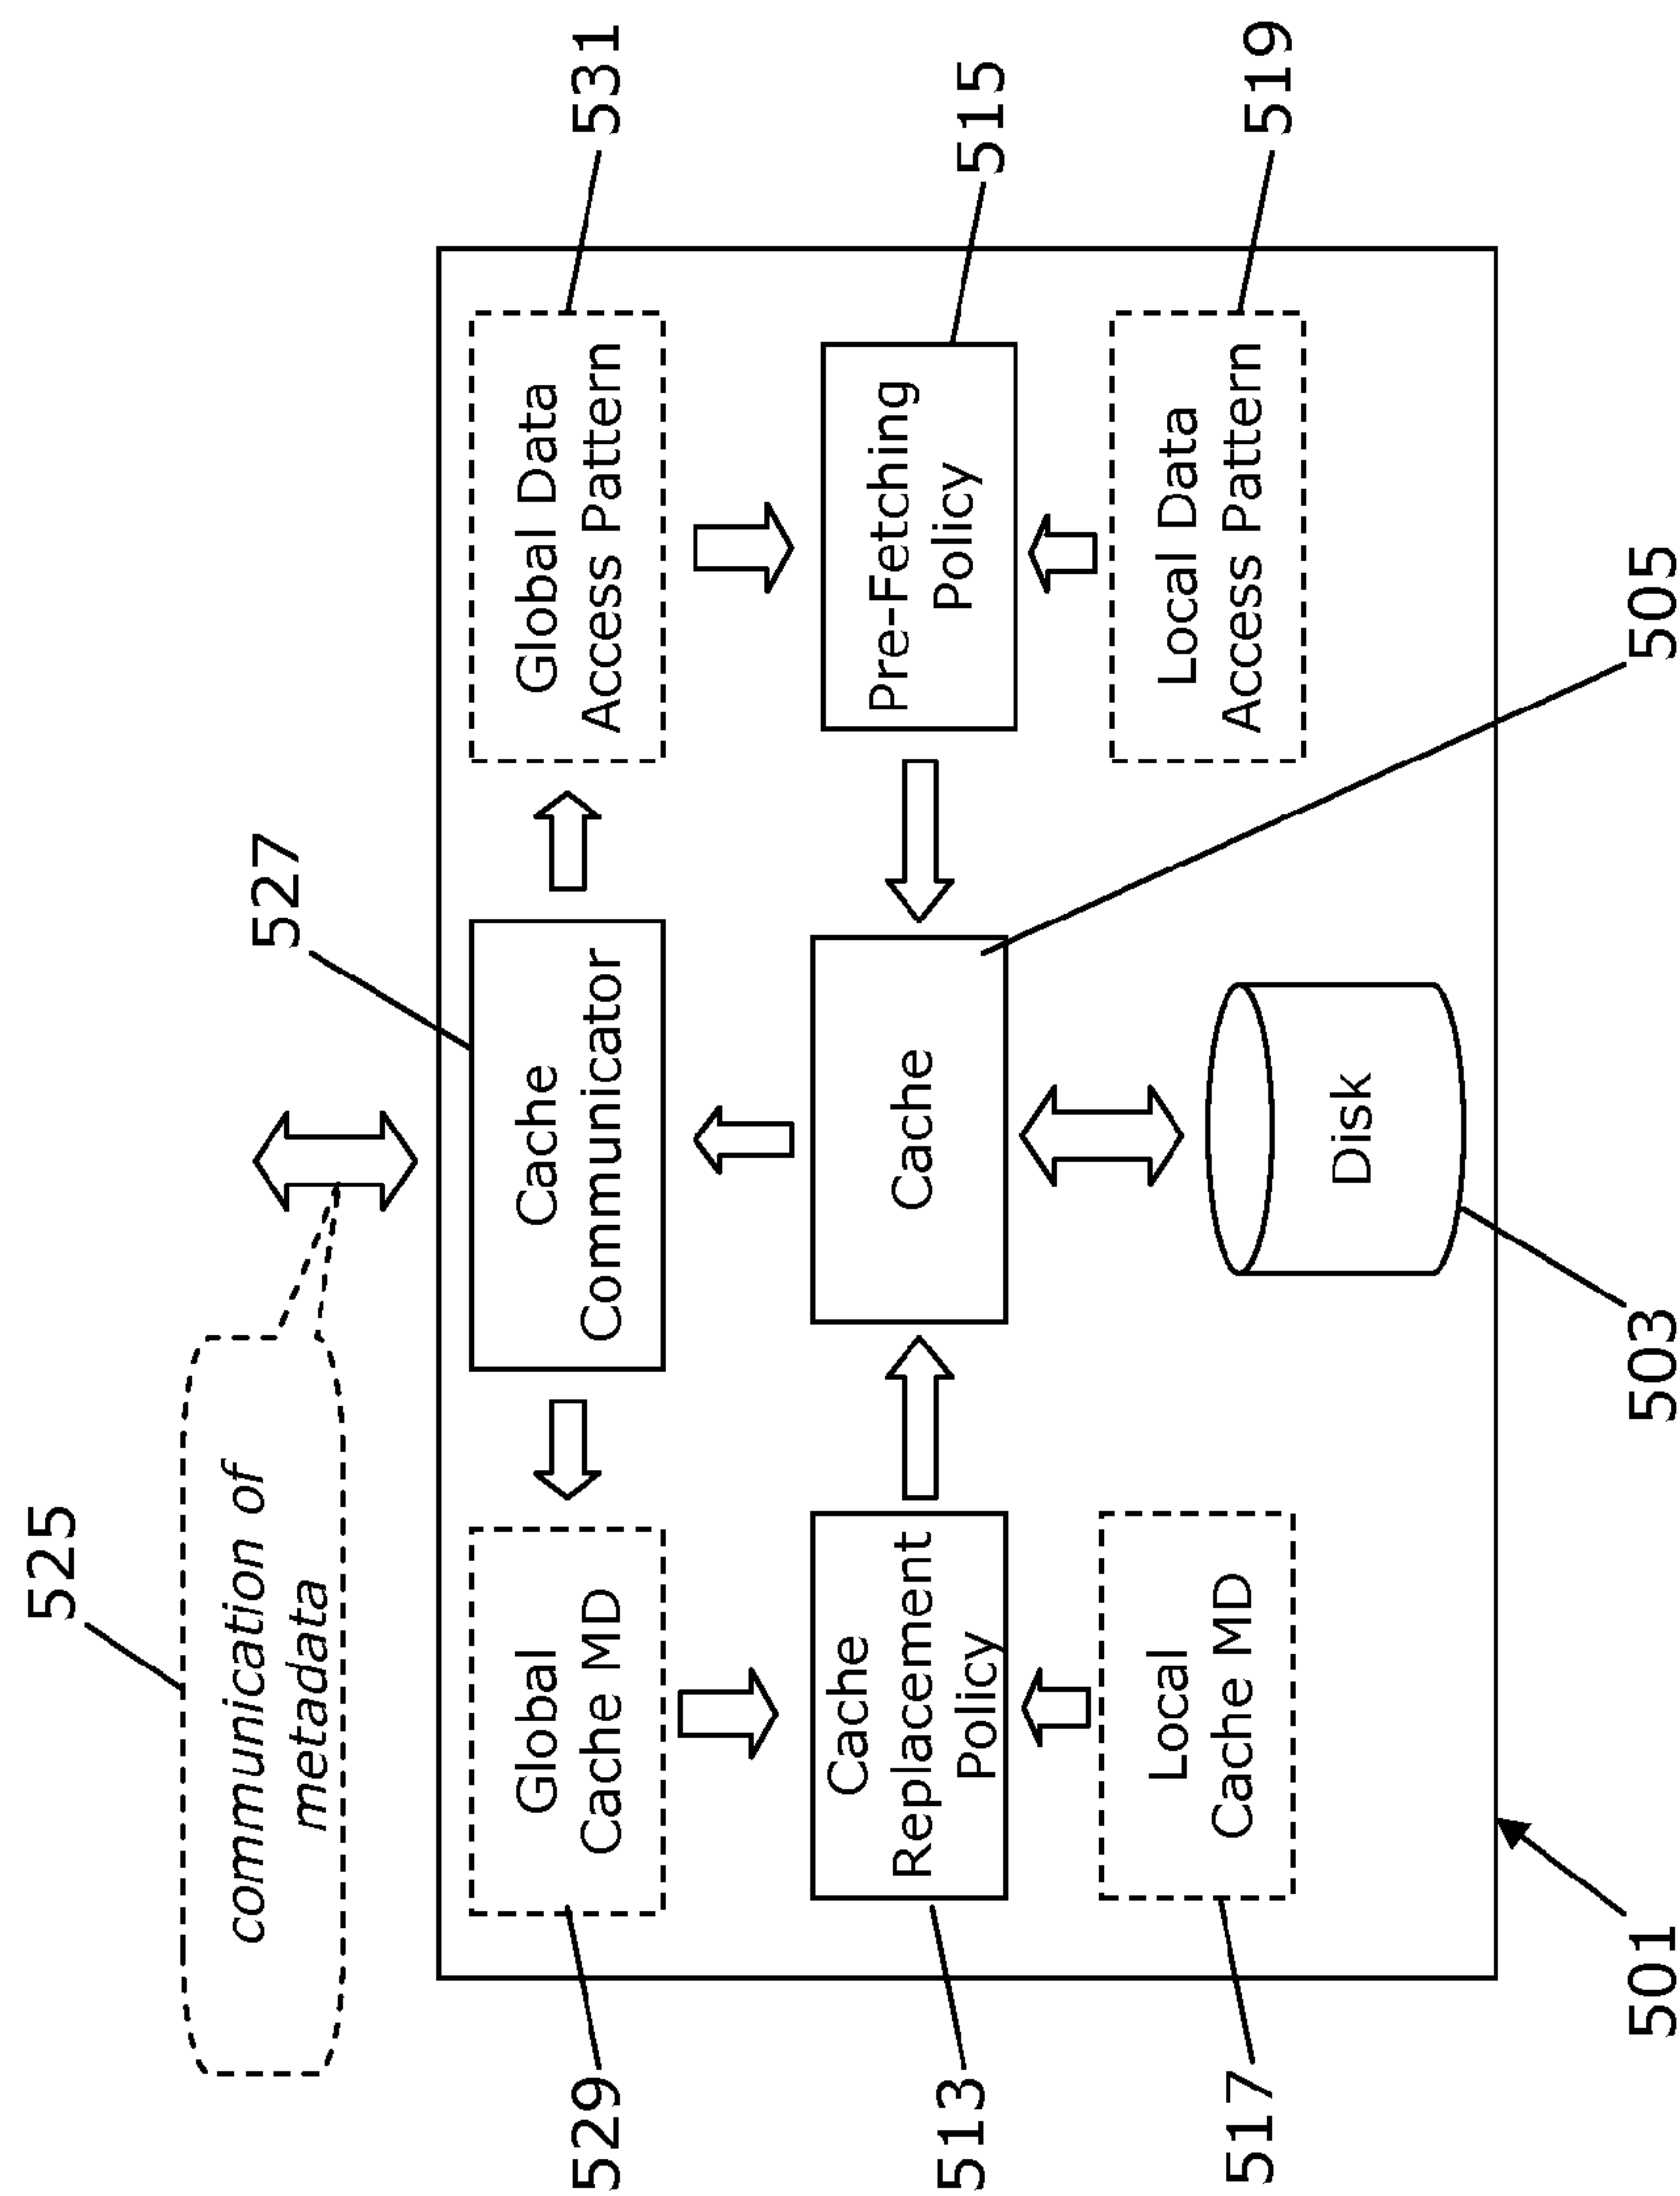 525
communication of
metadata
527
529
Global
Cache MD
Cache
Communicator
Global Data
Access Pattern
531
513
Cache
Replacement
Policy
Cache
Pre-Fetching
Policy
515
517
Local
Cache MD
Disk
Local Data
Access Pattern
519
501
503
505